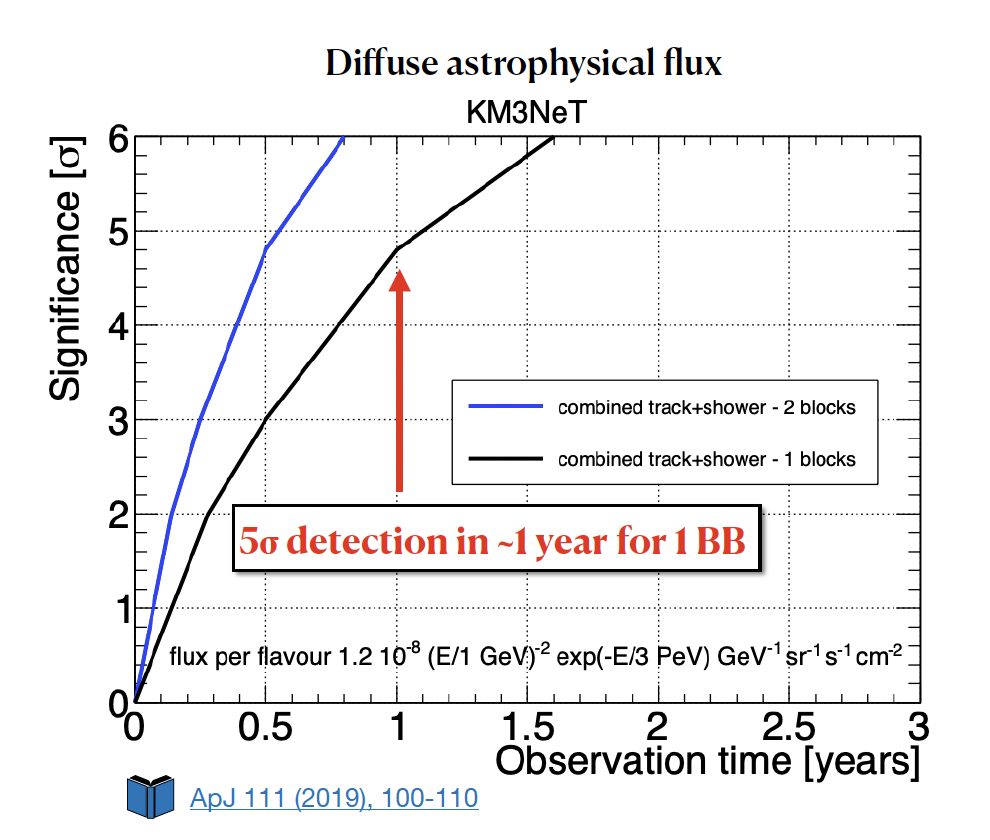 Diffuse astrophysical flux
KM3NeT
Significance [σ]
6
5
4
3
2
1
0
combined track+shower - 2 blocks
combined track+shower - 1 blocks
5σ detection in ~1 year for 1 BB
flux per flavour 1.2 10⁻⁸ (E/1 GeV)⁻² exp(-E/3 PeV) GeV⁻¹ sr⁻¹ s⁻¹ cm⁻²
0 0.5 1 1.5 2 2.5 3
Observation time [years]
ApJ 111 (2019), 100-110